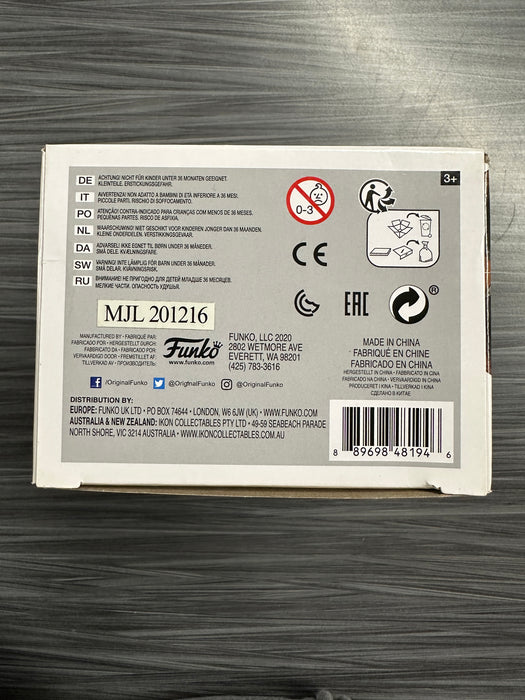 3+
DE ACHTUNG! NICHT FÜR KINDER UNTER 36 MONATEN GEEIGNET.
KLEINTEILE. ERSTICKUNGSGEFAHR.
IT AVVERTENZA! NON ADATTO A BAMBINI DI ETÀ INFERIORE A 36 MESI.
PICCOLE PARTI. RISCHIO DI SOFFOCAMENTO.
PO ATENÇÃO! CONTRA-INDICADO PARA CRIANÇAS COM MENOS DE 36 MESES.
PEQUENAS PARTES. RISCO DE ASFIXIA.
NL WAARSCHUWING! NIET GESCHIKT VOOR KINDEREN JONGER DAN 36 MAANDEN.
KLEINE ONDERDELEN. VERSTIKKINGSGEVAAR.
DA ADVARSEL! IKKE EGNET TIL BØRN UNDER 36 MÅNEDER.
SMÅ DELE. KVÆLNINGSFARE.
SW VARNING! INTE LÄMPLIG FÖR BARN UNDER 36 MÅNADER.
SMÅ DELAR. KVÄVNINGSRISK.
RU ВНИМАНИЕ! НЕ ПРИГОДНО ДЛЯ ДЕТЕЙ МЛАДШЕ 36 МЕСЯЦЕВ.
МЕЛКИЕ ЧАСТИ. ОПАСНОСТЬ УДУШЬЯ.
0-3
CE
EAC
®
MJL 201216
MANUFACTURED BY • FABRIQUÉ PAR:
FABRICADO POR • HERGESTELLT DURCH:
FABBRICATO DA • FABRICADO POR:
VERVAARDIGD DOOR • FREMSTILLET AF:
TILLVERKAD AV •
Funko
www.funko.com
FUNKO, LLC 2020
2802 WETMORE AVE
EVERETT, WA 98201
(425) 783-3616
MADE IN CHINA
FABRIQUÉ EN CHINE
FABRICADO EN CHINA
HERGESTELLT IN CHINA • FABBRICATO IN CINA
FABRICADO NA CHINA • VERVAARDIGD IN CHINA
FREMSTILLET I KINA • TILLVERKAD I KINA
СДЕЛАНО В КИТАЕ
/OriginalFunko @OriginalFunko @OriginalFunko
DISTRIBUTION BY:
EUROPE: FUNKO UK LTD • PO BOX 74644 • LONDON, W6 6JW (UK) • WWW.FUNKO.COM
AUSTRALIA & NEW ZEALAND: IKON COLLECTABLES PTY LTD • 49-59 SEABEACH PARADE
NORTH SHORE, VIC 3214 AUSTRALIA • WWW.IKONCOLLECTABLES.COM.AU
8 89698 48194 6